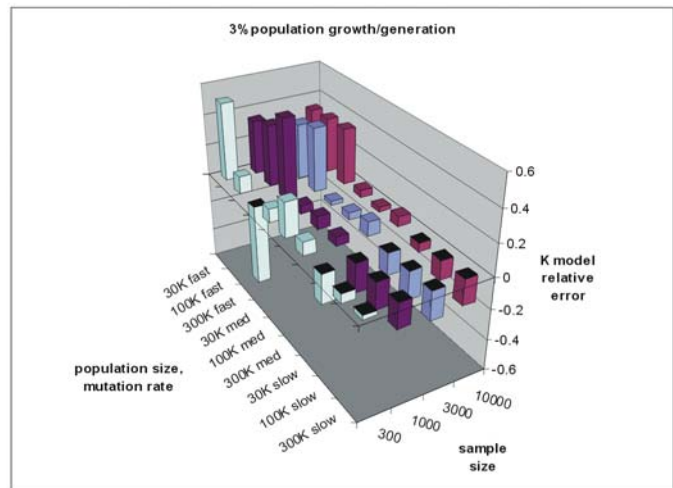 3% population growth/generation
0.6
0.4
0.2
0
-0.2
-0.4
-0.6
K model
relative
error
30K fast
100K fast
300K fast
30K med
100K med
300K med
30K slow
100K slow
300K slow
population size,
mutation rate
300
1000
3000
10000
sample
size